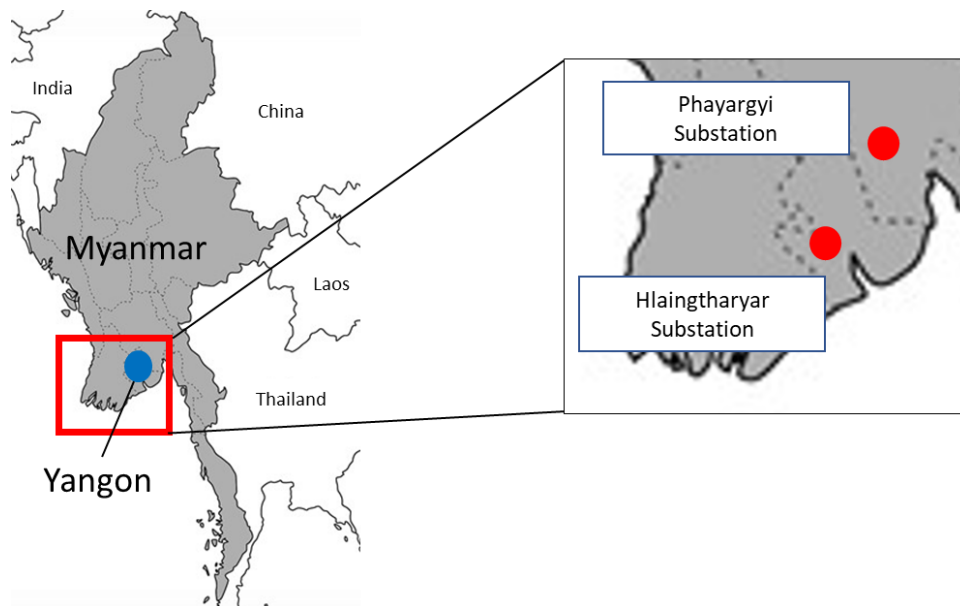 India
China
Myanmar
Laos
Thailand
Yangon
Phayargyi
Substation
Hlaingtharyar
Substation